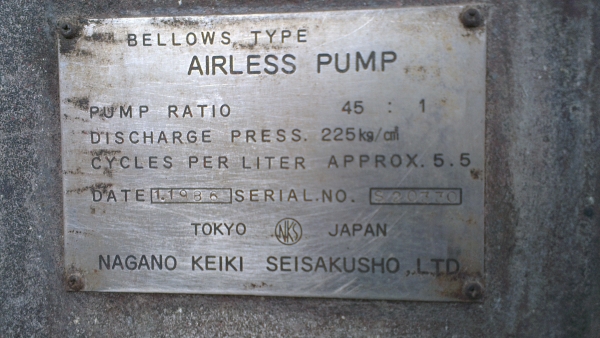 BELLOWS TYPE
AIRLESS PUMP
PUMP RATIO 45 : 1
DISCHARGE PRESS. 225kg/c㎡
CYCLES PER LITER APPROX. 5.5
DATE SERIAL.NO.
TOKYO NKS JAPAN
NAGANO KEIKI SEISAKUSHO,.LTD